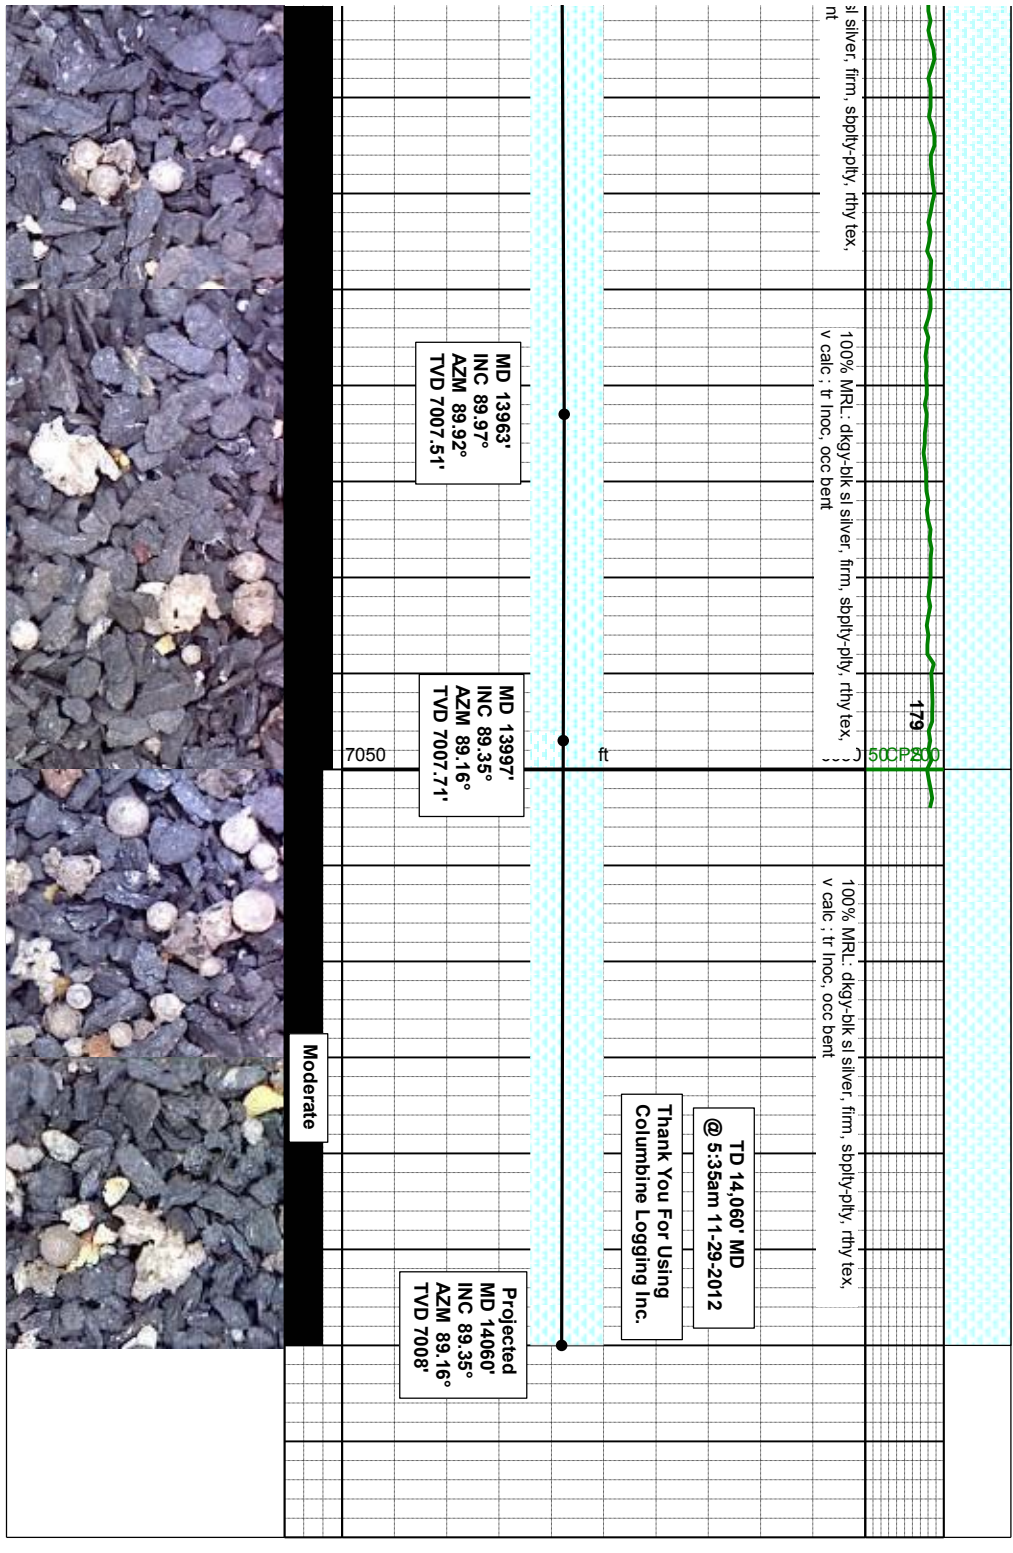 sl silver, firm, sbplty-plty, rthy tex,
nt
100% MRL: dkgy-blk sl silver, firm, sbplty-plty, rthy tex,
v calc ; tr Inoc, occ bent
MD 13963'
INC 89.97°
AZM 89.92°
TVD 7007.51'
179
MD 13997'
INC 89.35°
AZM 89.16°
TVD 7007.71'
7050
ft
50
200
100% MRL: dkgy-blk sl silver, firm, sbplty-plty, rthy tex,
v calc ; tr Inoc, occ bent
Moderate
TD 14,060' MD
@ 5:35am 11-29-2012
Thank You For Using
Columbine Logging Inc.
Projected
MD 14060'
INC 89.35°
AZM 89.16°
TVD 7008'